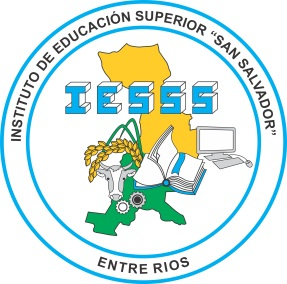 INSTITUTO DE EDUCACIÓN SUPERIOR "SAN SALVADOR"
IESSS
ENTRE RIOS